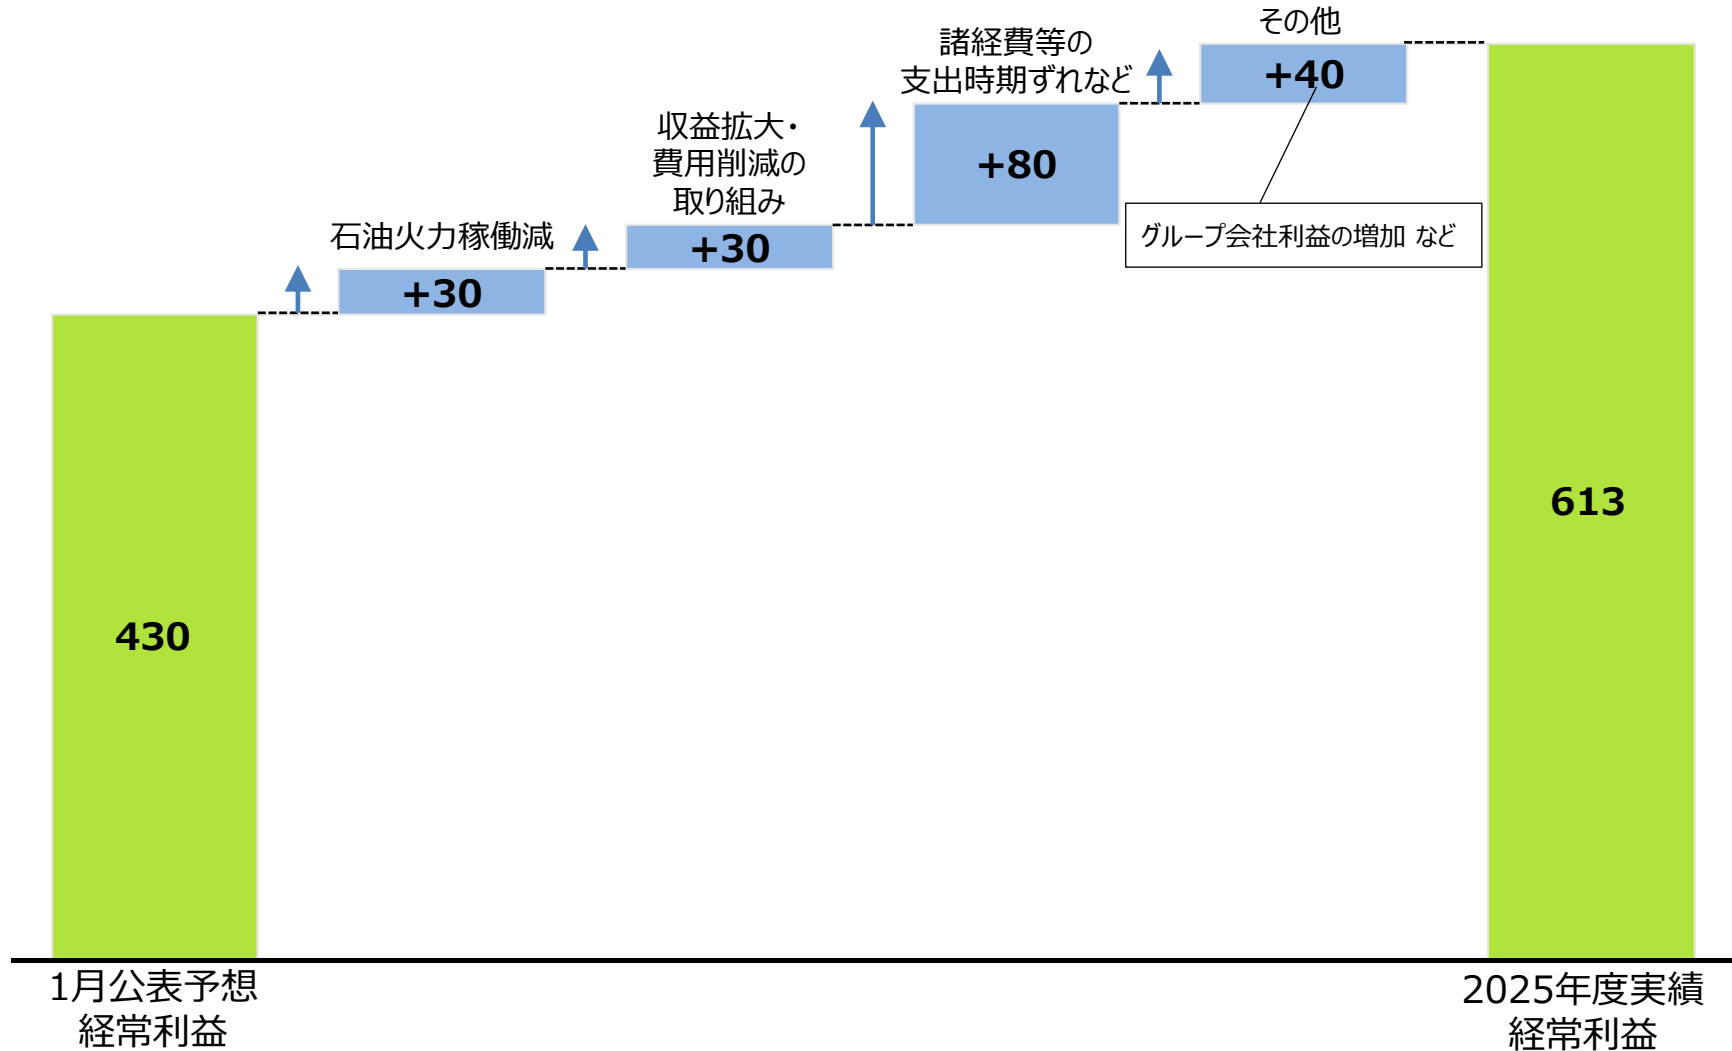 その他
+40
諸経費等の
支出時期ずれなど
+80
グループ会社利益の増加 など
収益拡大・
費用削減の
取り組み
+30
石油火力稼働減
+30
430
613
1月公表予想
経常利益
2025年度実績
経常利益